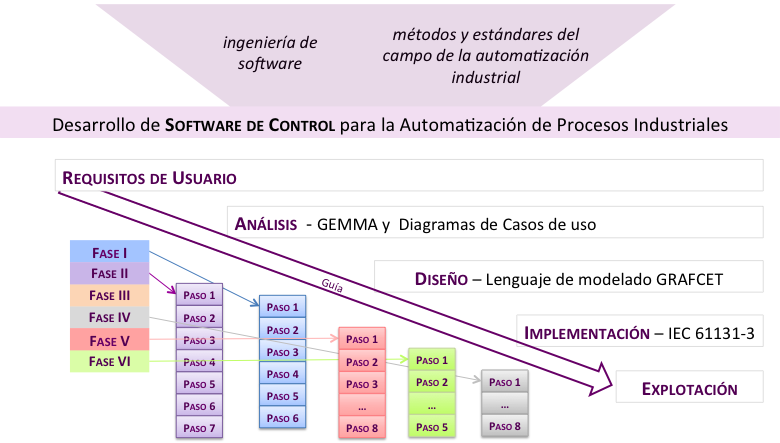 ingeniería de
software
métodos y estándares del
campo de la automatización
industrial
Desarrollo de SOFTWARE DE CONTROL para la Automatización de Procesos Industriales
REQUISITOS DE USUARIO
ANÁLISIS - GEMMA y Diagramas de Casos de uso
DISEÑO – Lenguaje de modelado GRAFCET
IMPLEMENTACIÓN – IEC 61131-3
EXPLOTACIÓN
Guía
FASE I
FASE II
FASE III
FASE IV
FASE V
FASE VI
PASO 1
PASO 2
PASO 3
PASO 4
PASO 5
PASO 6
PASO 7
PASO 1
PASO 2
PASO 3
PASO 4
PASO 5
PASO 6
PASO 1
PASO 2
PASO 3
...
PASO 8
PASO 1
PASO 2
...
PASO 5
PASO 1
...
PASO 8